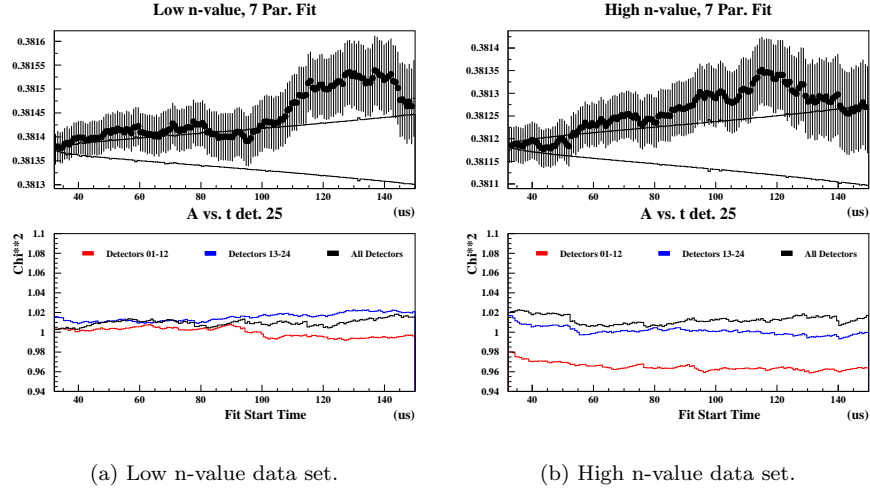 Low n-value, 7 Par. Fit
0.3816
0.38155
0.3815
0.38145
0.3814
0.38135
0.3813
40 60 80 100 120 140
(us)
A vs. t det. 25
Chi**2
1.1
1.08
1.06
1.04
1.02
1
0.98
0.96
0.94
Detectors 01-12 Detectors 13-24 All Detectors
40 60 80 100 120 140
Fit Start Time (us)
(a) Low n-value data set.
High n-value, 7 Par. Fit
0.3814
0.38135
0.3813
0.38125
0.3812
0.38115
0.3811
40 60 80 100 120 140
(us)
A vs. t det. 25
Chi**2
1.1
1.08
1.06
1.04
1.02
1
0.98
0.96
0.94
Detectors 01-12 Detectors 13-24 All Detectors
40 60 80 100 120 140
Fit Start Time (us)
(b) High n-value data set.